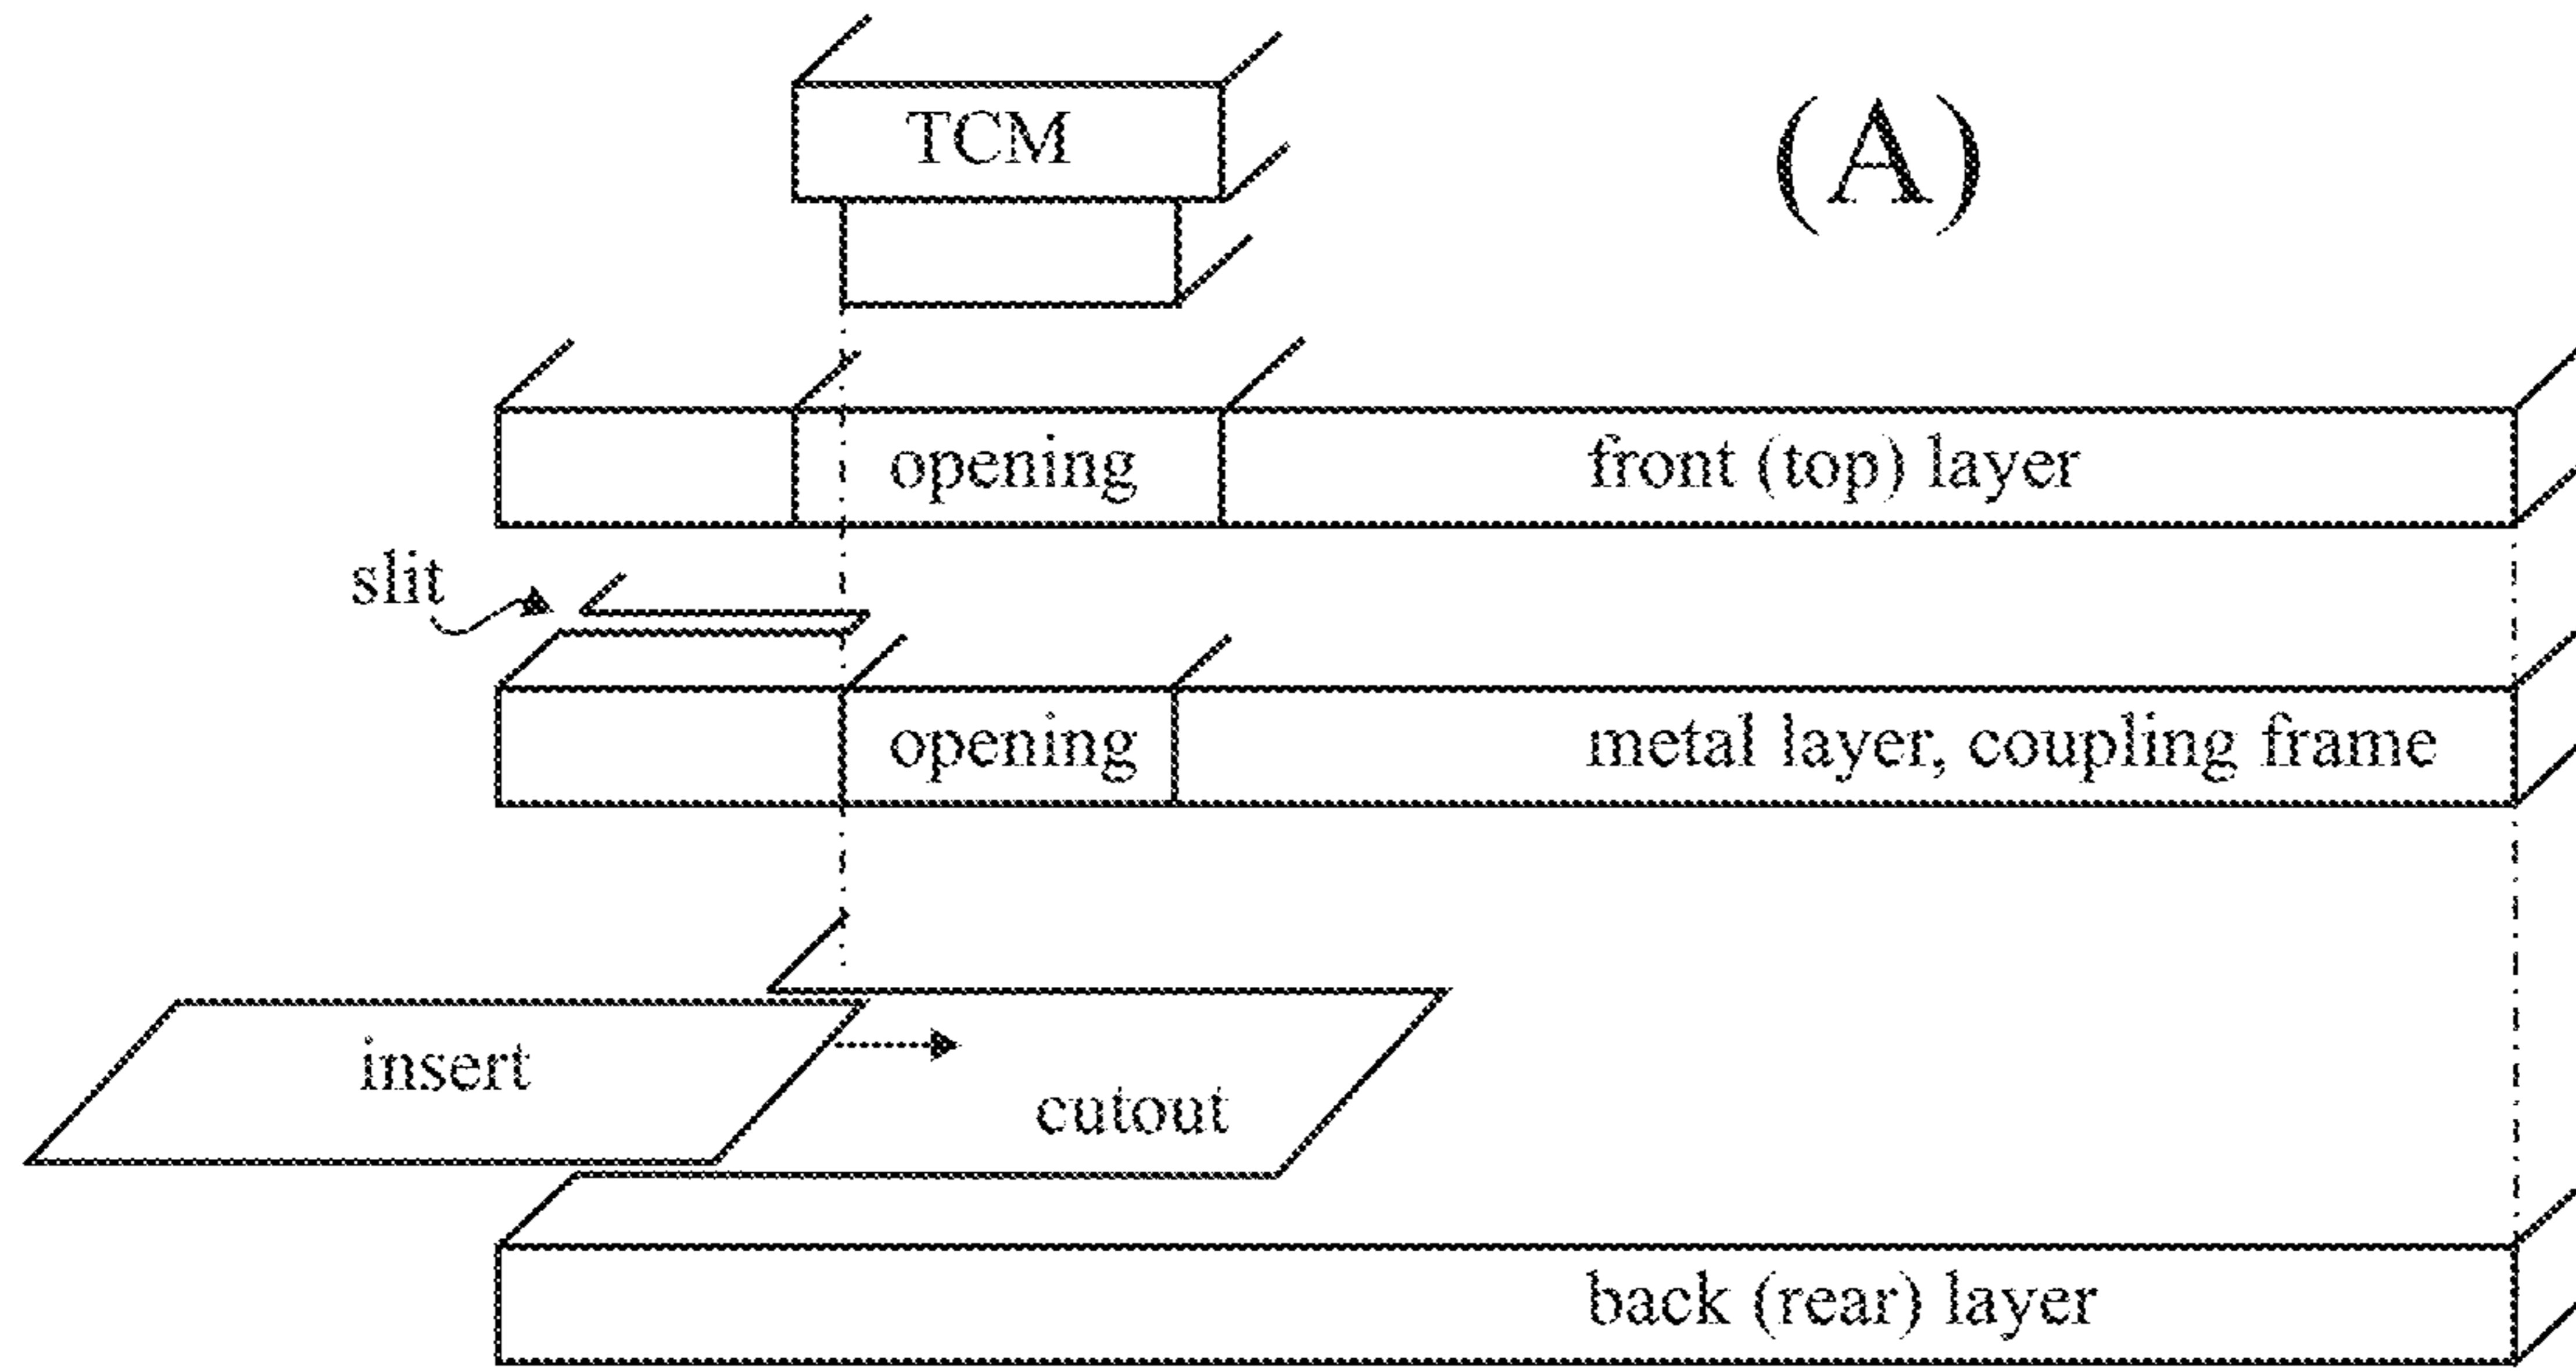 TCM
(A)
opening
front (top) layer
slit
opening
metal layer, coupling frame
insert
cutout
back (rear) layer